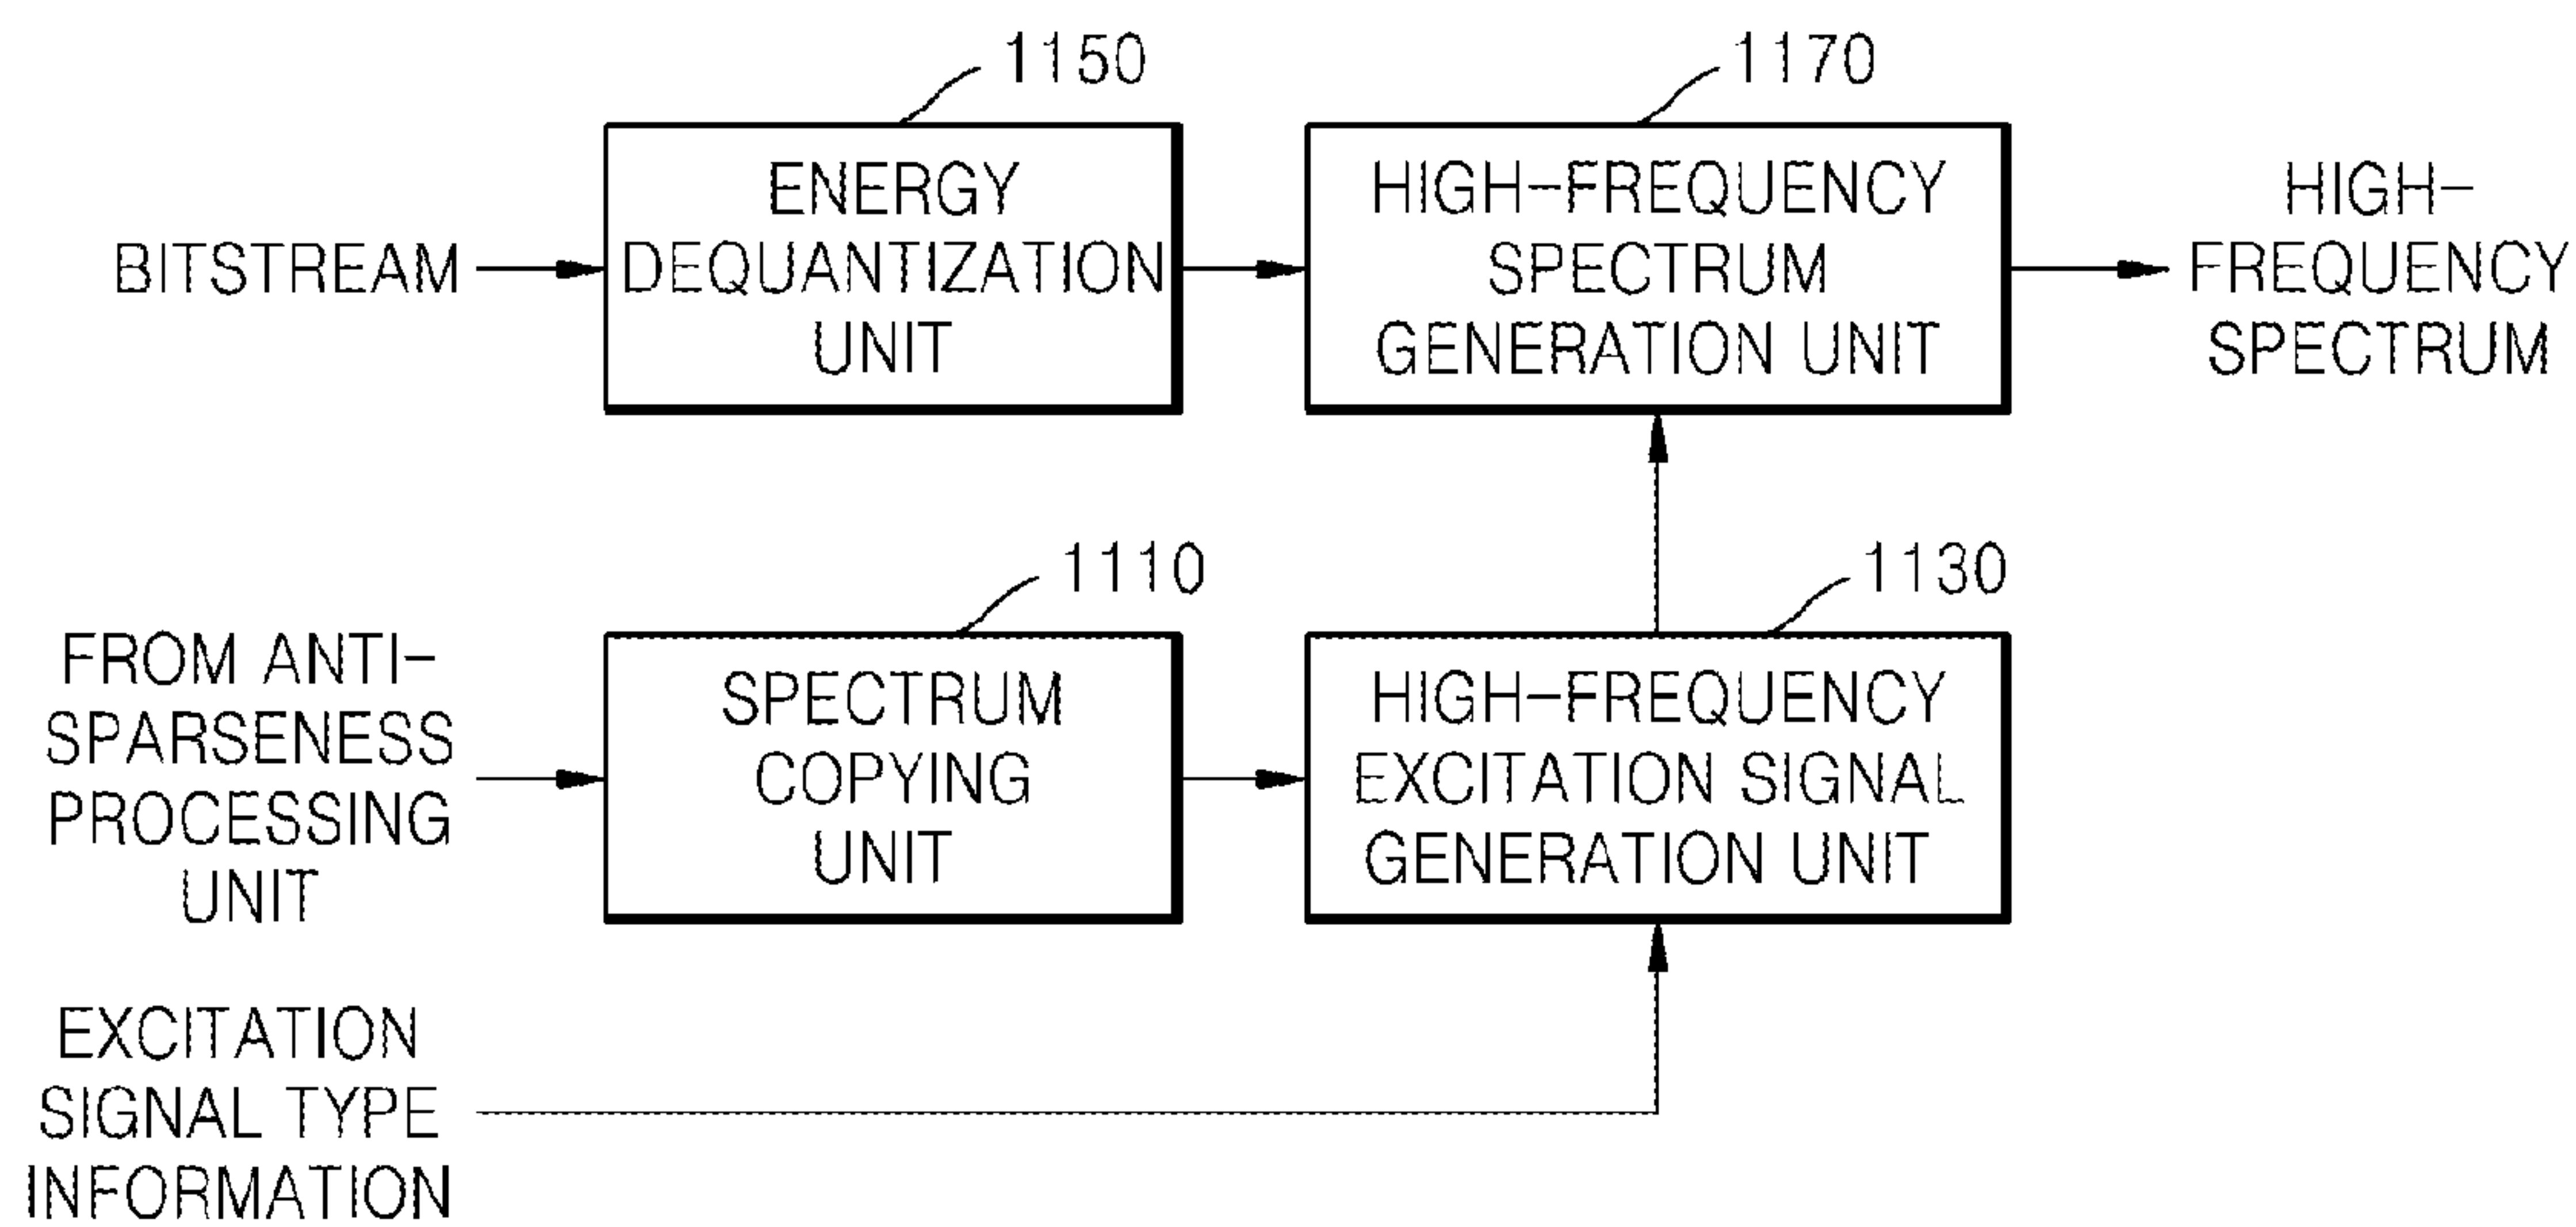 1150
1170
BITSTREAM
ENERGY
DEQUANTIZATION
UNIT
HIGH-FREQUENCY
SPECTRUM
GENERATION UNIT
HIGH-
FREQUENCY
SPECTRUM
1110
1130
FROM ANTI-
SPARSENESS
PROCESSING
UNIT
SPECTRUM
COPYING
UNIT
HIGH-FREQUENCY
EXCITATION SIGNAL
GENERATION UNIT
EXCITATION
SIGNAL TYPE
INFORMATION